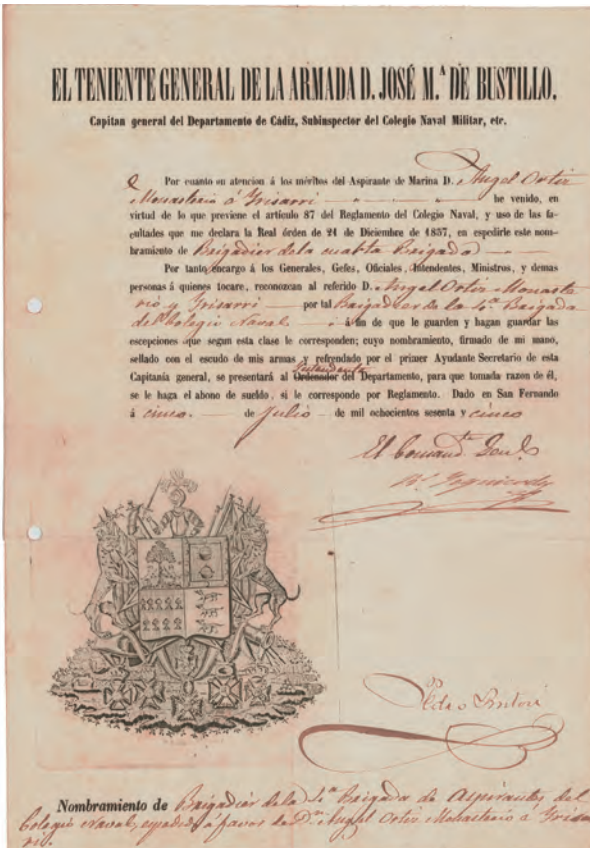 EL TENIENTE GENERAL DE LA ARMADA D. JOSÉ M.ª DE BUSTILLO.
Capitan general del Departamento de Cádiz, Subinspector del Colegio Naval Militar, etc.
Por cuanto en atencion á los méritos del Aspirante de Marina D. Angel Ortiz
Monasterio é Yrisarri he venido, en
virtud de lo que previene el artículo 87 del Reglamento del Colegio Naval, y uso de las fa-
cultades que me declara la Real órden de 21 de Diciembre de 1857, en espedirle este nom-
bramiento de Brigadier de la cuabta Brigada
Por tanto encargo á los Generales, Gefes, Oficiales, Intendentes, Ministros, y demas
personas á quienes tocare, reconozcan al referido D. Angel Ortiz Monaste
rio y Yrisarri por tal Brigadier de la 4.ª Brigada
del Colegio Naval á fin de que le guarden y hagan guardar las
escepciones que segun esta clase le corresponden; cuyo nombramiento, firmado de mi mano,
sellado con el escudo de mis armas y refrendado por el primer Ayudante Secretario de esta
Intendente
Capitanía general, se presentará al Ordenador del Departamento, para que tomada razon de él,
se le haga el abono de sueldo, si le corresponde por Reglamento. Dado en San Fernando
á cinco. de Julio de mil ochocientos sesenta y cinco
El Comand.te Gen.l
Yzquierdo
Pedro
Nombramiento de Brigadier de la 4.ª Brigada de Aspirantes del
Colegio Naval, espedido á favor de D.n Angel Ortiz Monasterio é Yrisa
rri.